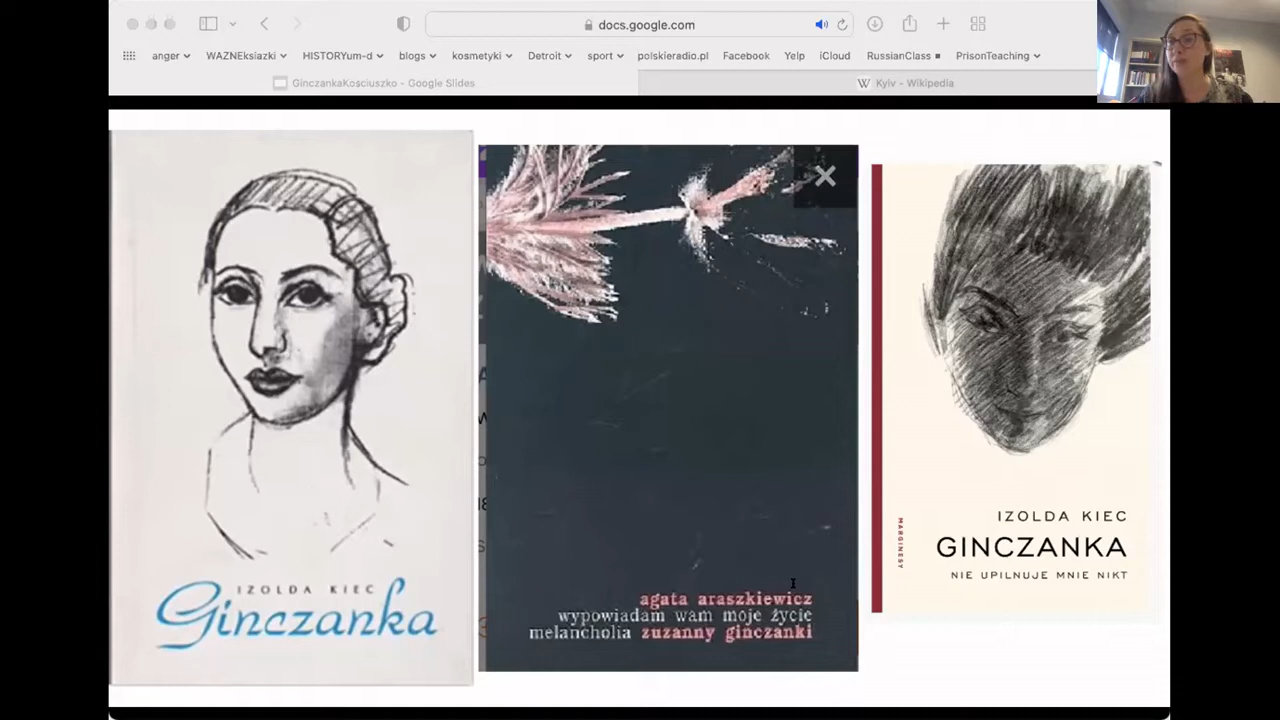 docs.google.com
anger
WAZNEksiazki
HISTORYum-d
blogs
kosmetyki
Detroit
sport
polskieradio.pl
Facebook
Yelp
iCloud
RussianClass
PrisonTeaching
GinczankaKosciuszko - Google Slides
W Kyiv - Wikipedia
IZOLDA KIEC
Ginczanka
agata araszkiewicz
wypowiadam wam moje życie
melancholia zuzanny ginczanki
MARGINESY
IZOLDA KIEC
GINCZANKA
NIE UPILNUJE MNIE NIKT